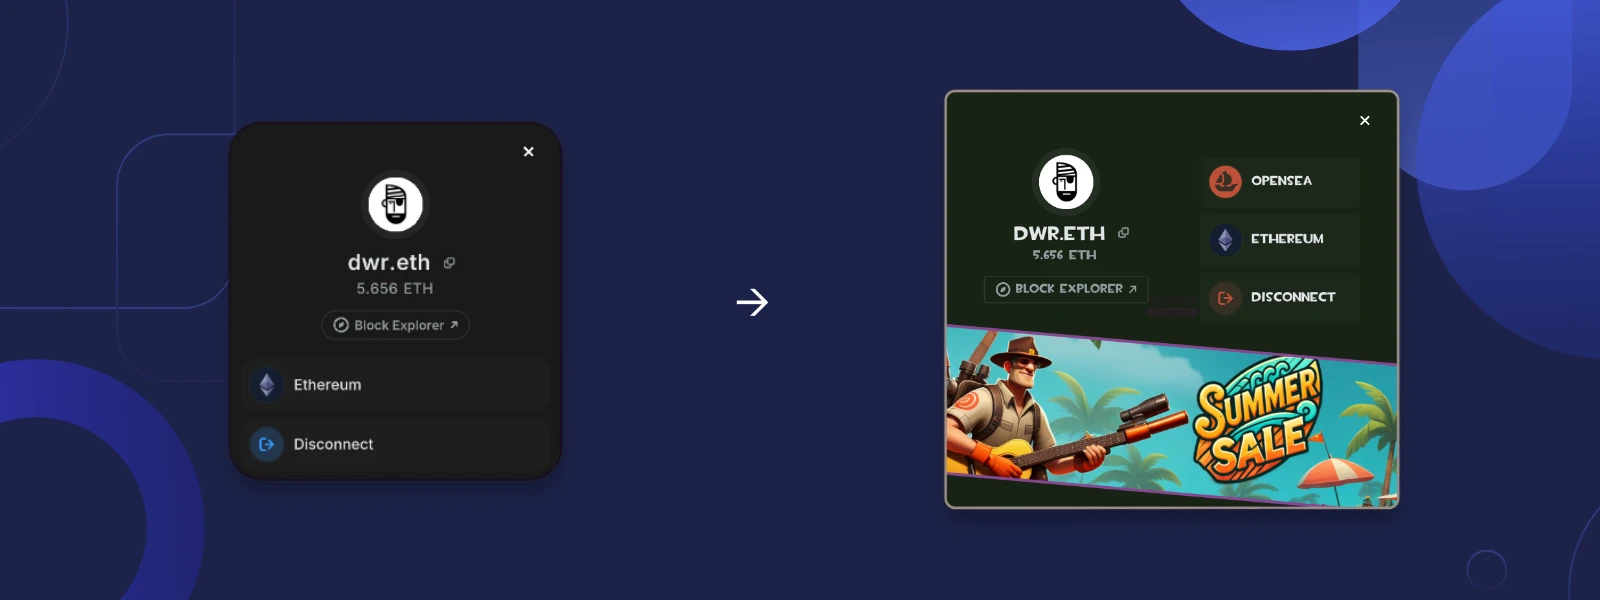 dwr.eth
5.656 ETH
Block Explorer
Ethereum
Disconnect
DWR.ETH
5.656 ETH
BLOCK EXPLORER
OPENSEA
ETHEREUM
DISCONNECT
SUMMER
SALE